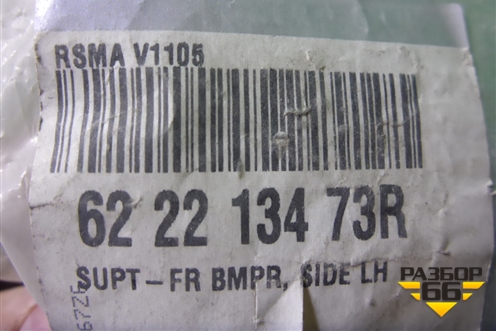 RSMA V1105
62 22 134 73R
SUPT-FR BMPR, SIDE LH
РАЗБОР
66